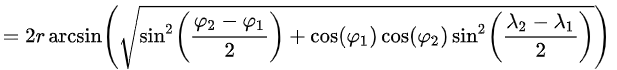 = 2r arcsin(√(sin²((φ₂ − φ₁)/2) + cos(φ₁) cos(φ₂) sin²((λ₂ − λ₁)/2)))